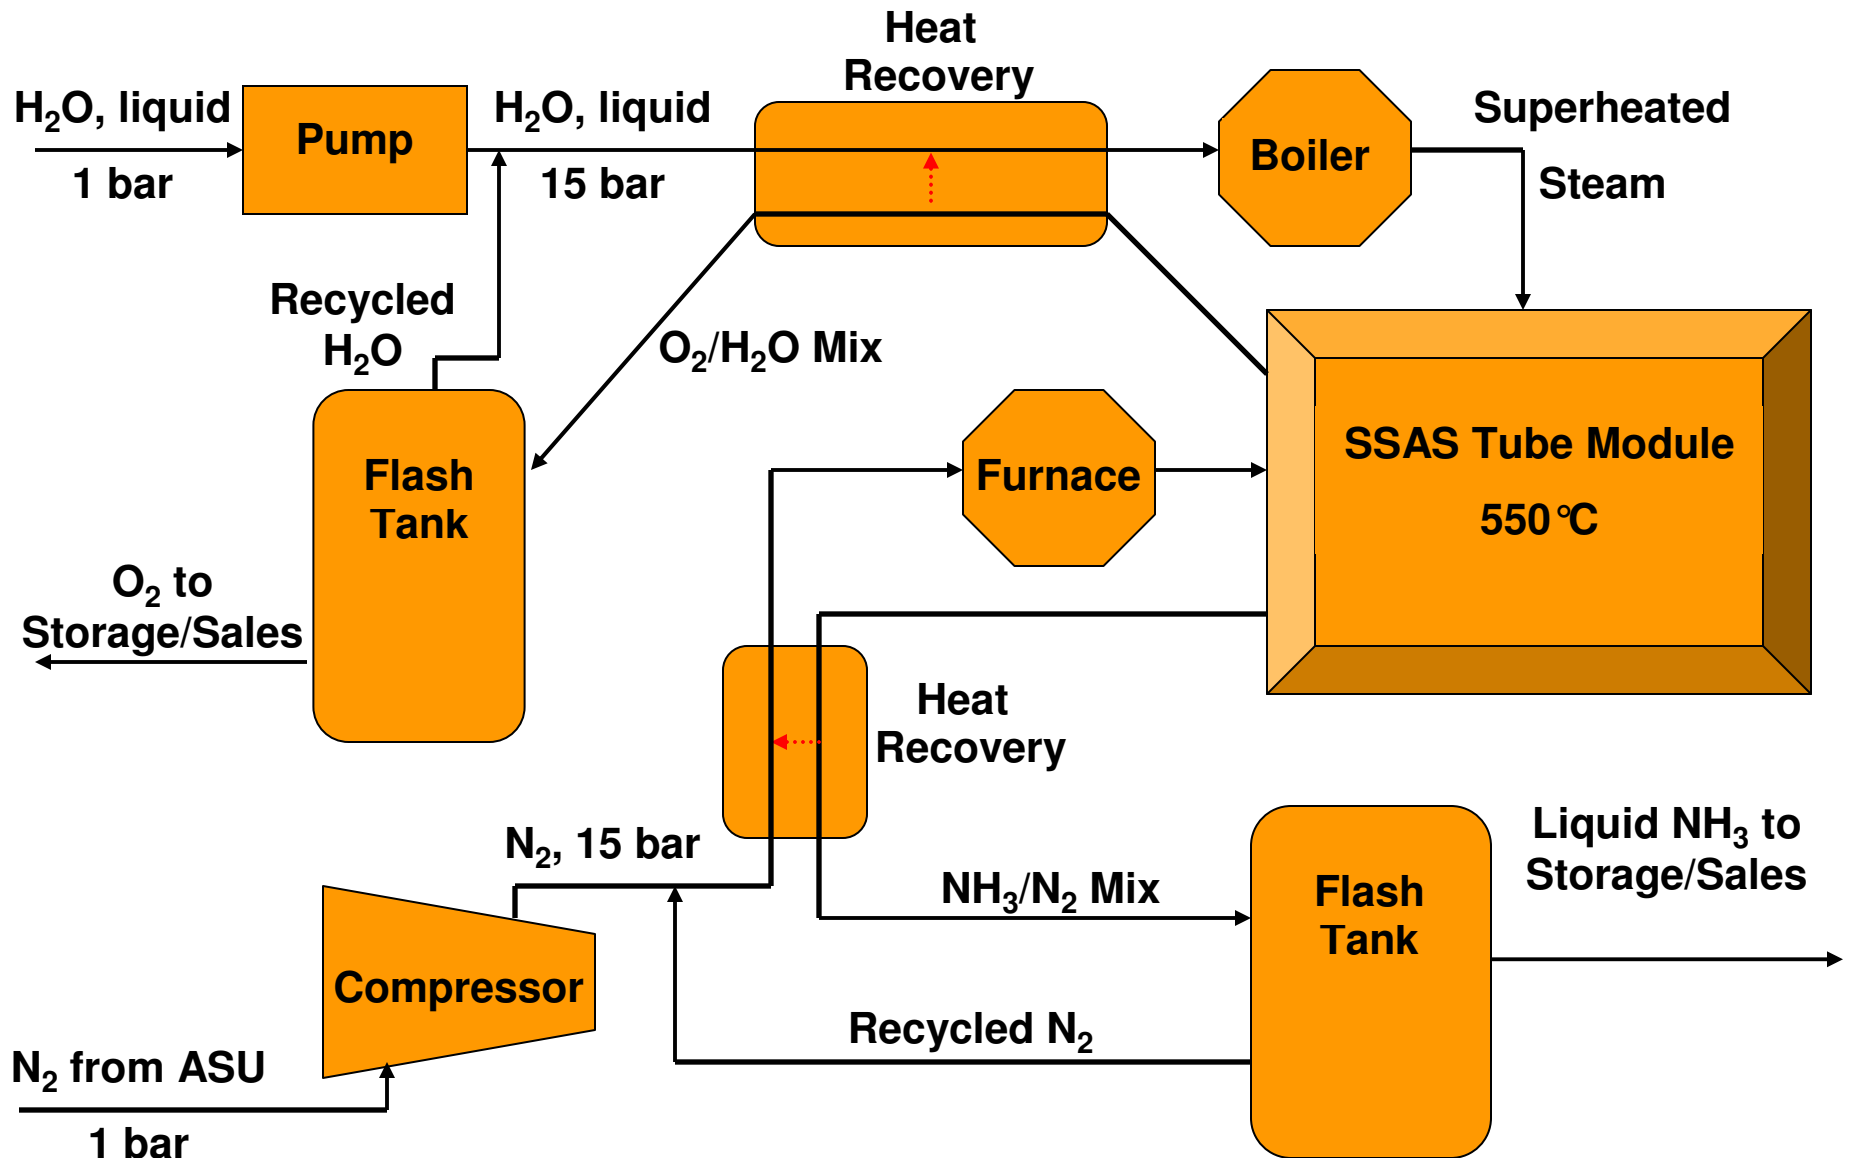 Heat
Recovery
H₂O, liquid
1 bar
Pump
H₂O, liquid
15 bar
Boiler
Superheated
Steam
Recycled
H₂O
O₂/H₂O Mix
Flash
Tank
Furnace
SSAS Tube Module
550°C
O₂ to
Storage/Sales
Heat
Recovery
N₂, 15 bar
NH₃/N₂ Mix
Flash
Tank
Liquid NH₃ to
Storage/Sales
Compressor
Recycled N₂
N₂ from ASU
1 bar